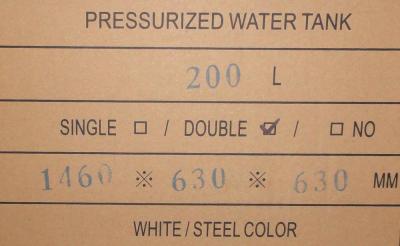 PRESSURIZED WATER TANK
200 L
SINGLE □ / DOUBLE ☑ / □ NO
1460 ※ 630 ※ 630 MM
WHITE / STEEL COLOR